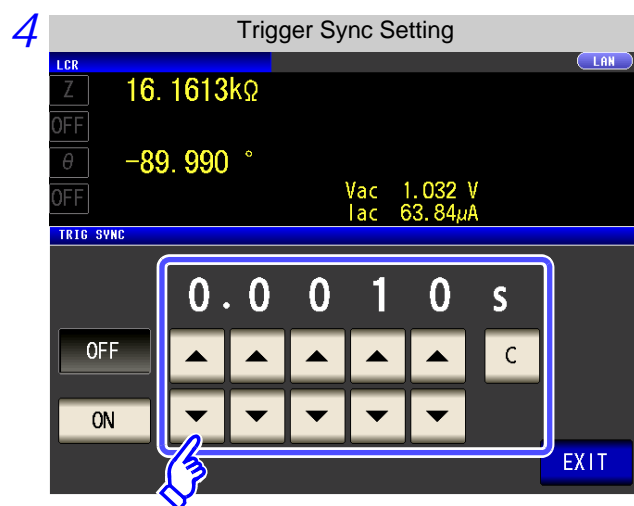 4 Trigger Sync Setting
LCR LAN
Z 16.1613kΩ
OFF
θ -89.990 °
OFF Vac 1.032 V
Iac 63.84μA
TRIG SYNC
0.0010 s
OFF C
ON
EXIT